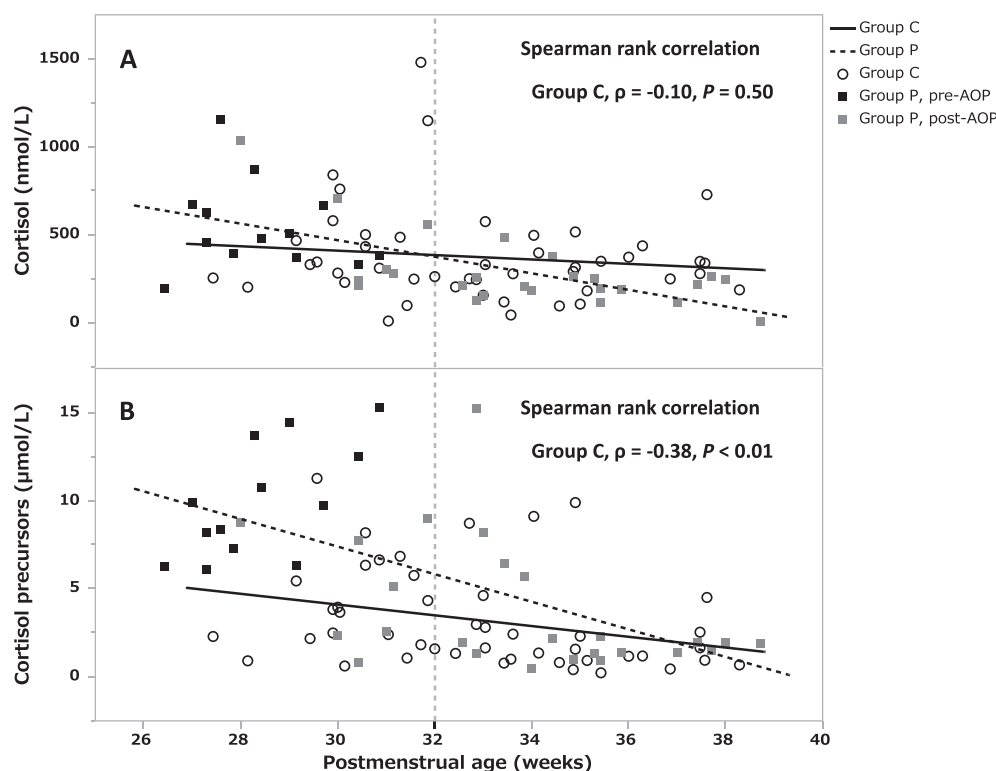 A
Spearman rank correlation
Group C, ρ = -0.10, P = 0.50
Cortisol (nmol/L)
1500
1000
500
0
Group C
Group P
Group C
Group P, pre-AOP
Group P, post-AOP
B
Spearman rank correlation
Group C, ρ = -0.38, P < 0.01
Cortisol precursors (μmol/L)
15
10
5
0
26 28 30 32 34 36 38 40
Postmenstrual age (weeks)